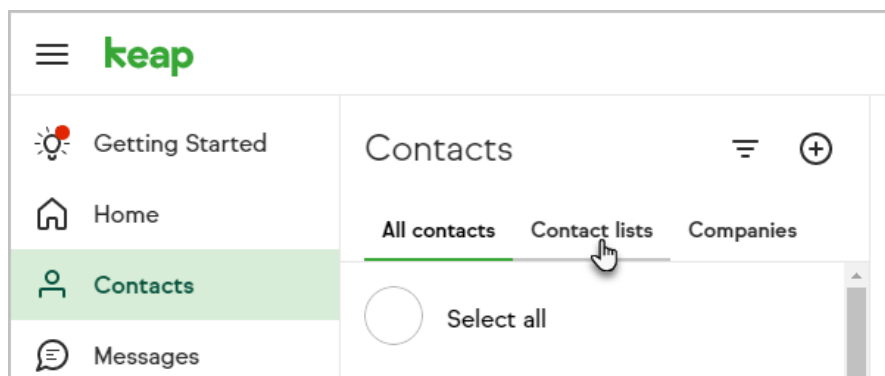 keap
Getting Started
Home
Contacts
Messages
Contacts
All contacts Contact lists Companies
Select all